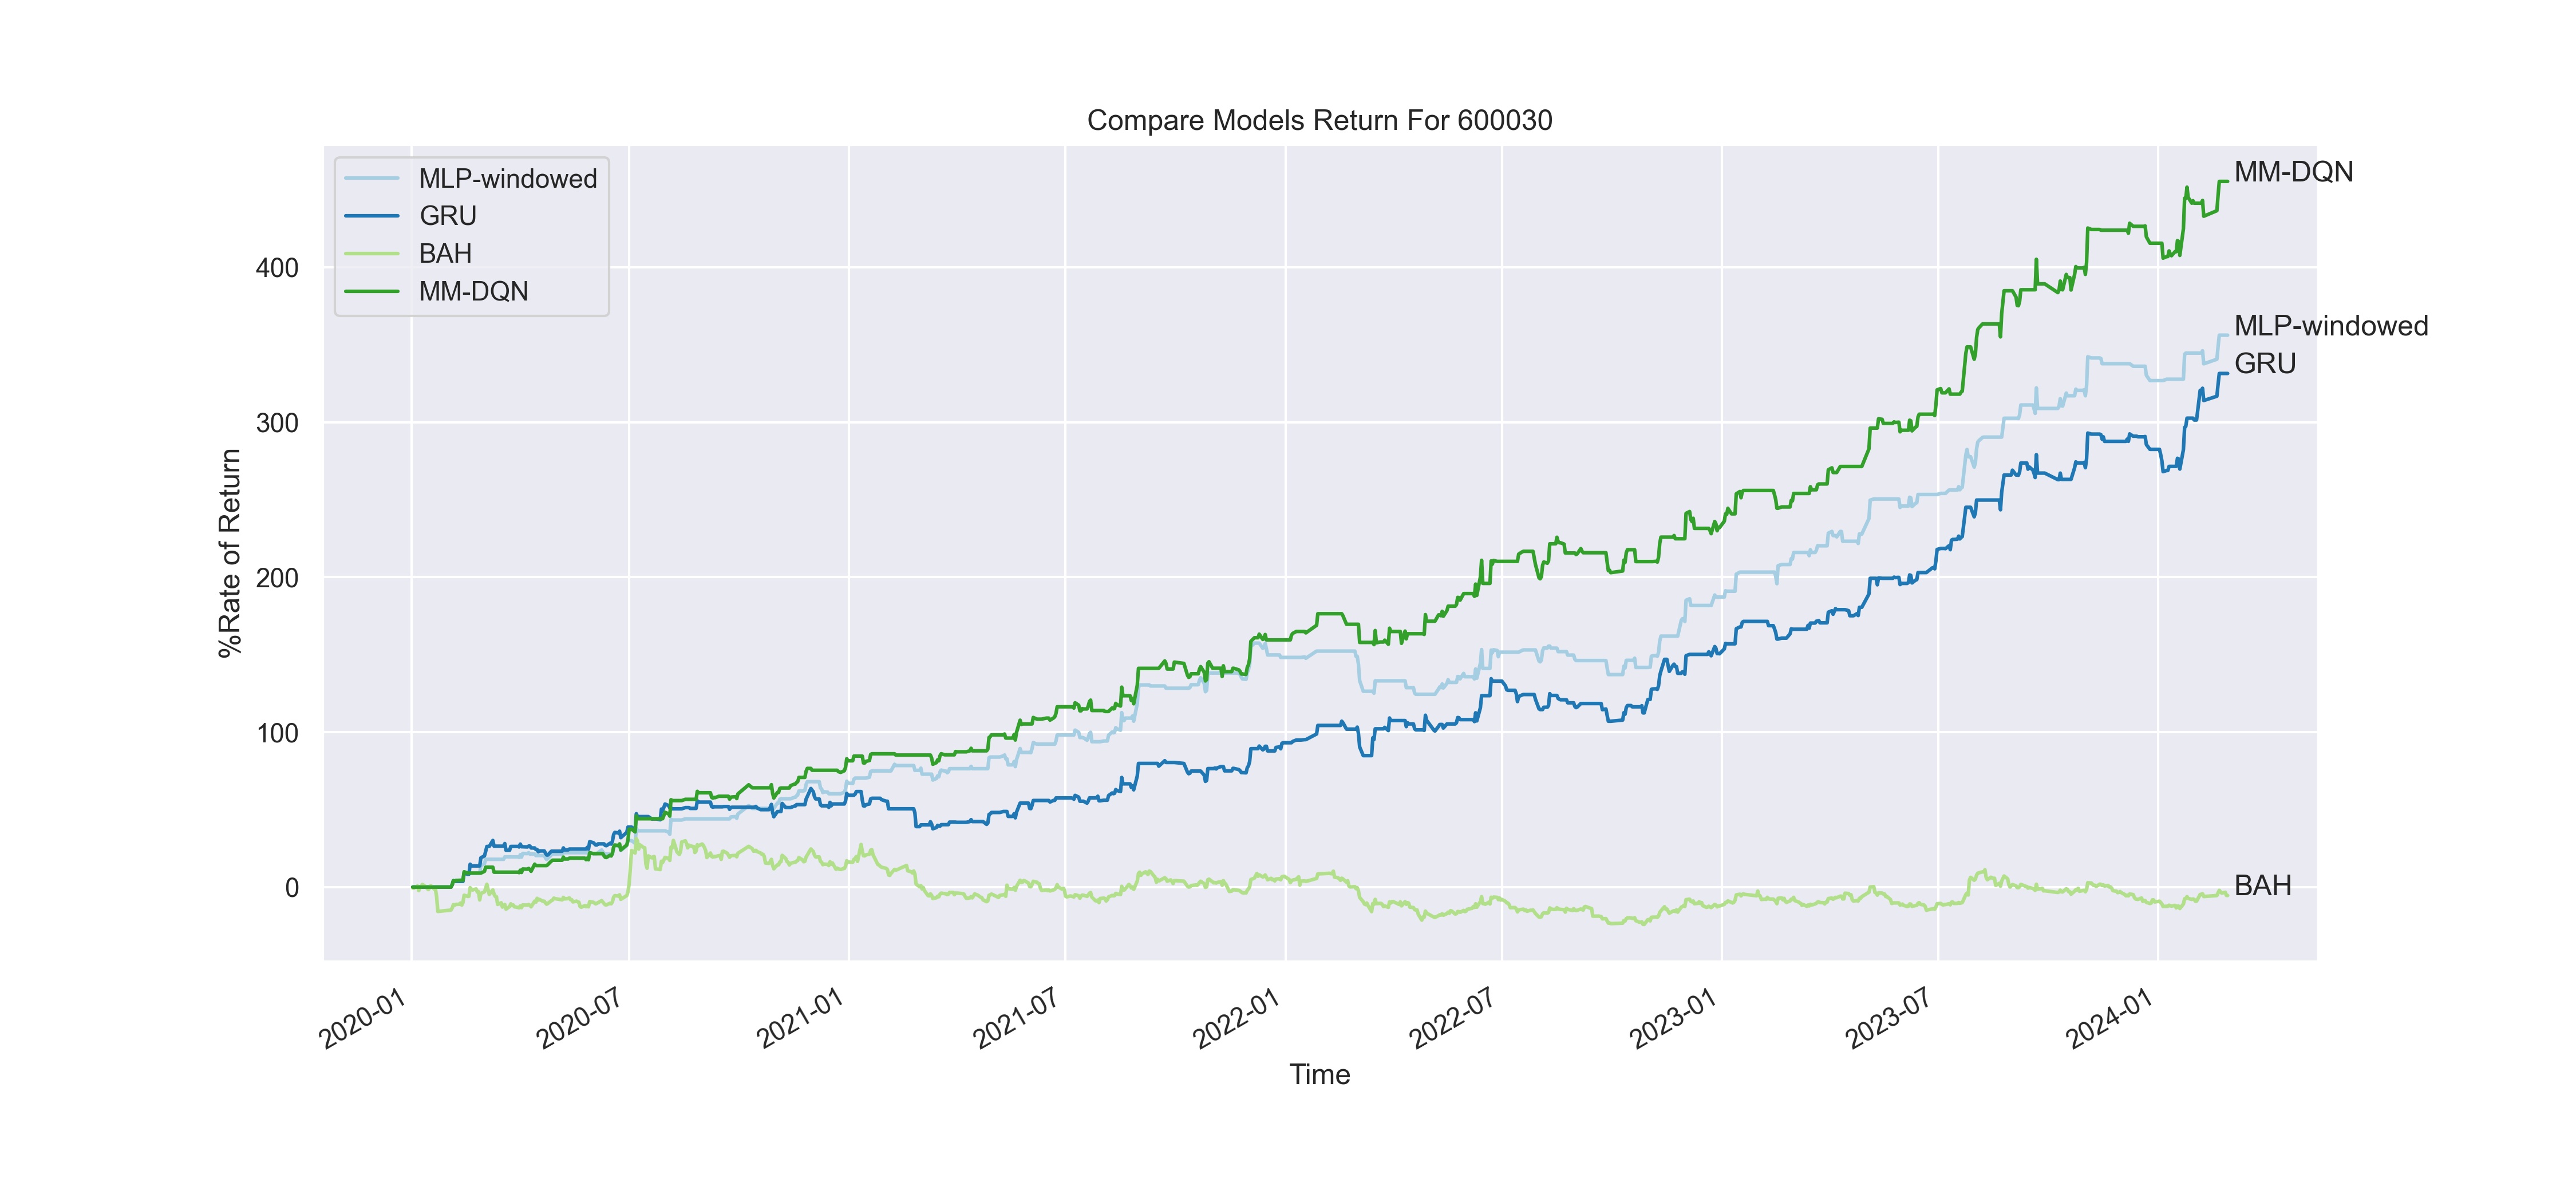 Compare Models Return For 600030
MLP-windowed
GRU
BAH
MM-DQN
MM-DQN
MLP-windowed
GRU
BAH
%Rate of Return
400
300
200
100
0
2020-01
2020-07
2021-01
2021-07
2022-01
2022-07
2023-01
2023-07
2024-01
Time